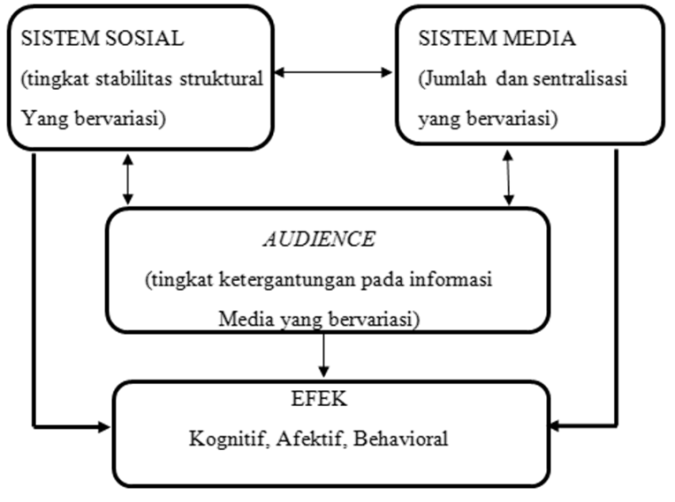 SISTEM SOSIAL
(tingkat stabilitas struktural
Yang bervariasi)
SISTEM MEDIA
(Jumlah dan sentralisasi
yang bervariasi)
AUDIENCE
(tingkat ketergantungan pada informasi
Media yang bervariasi)
EFEK
Kognitif, Afektif, Behavioral